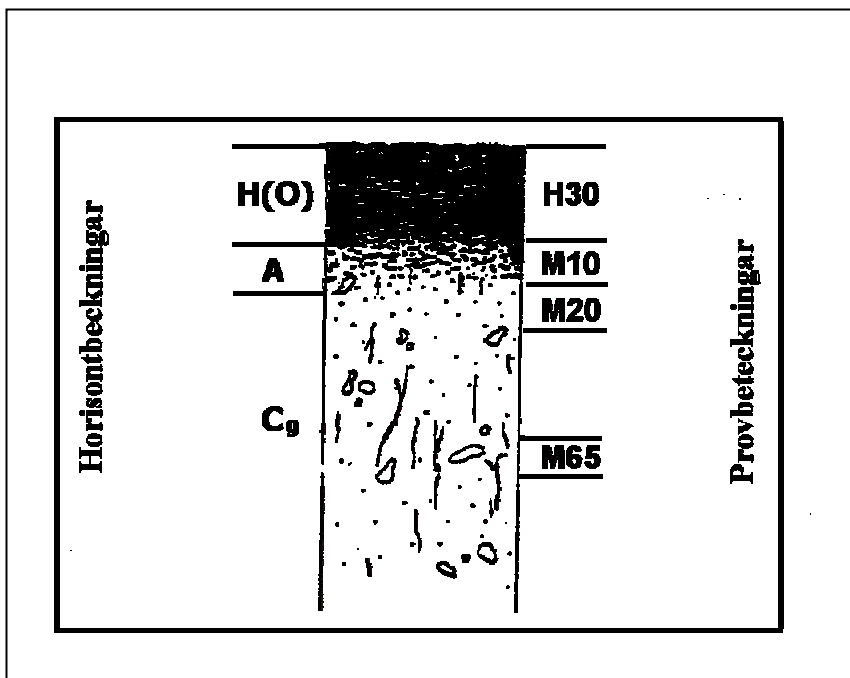 Horisontbeckningar
H(O)
A
Cg
H30
M10
M20
M65
Provbeteckningar